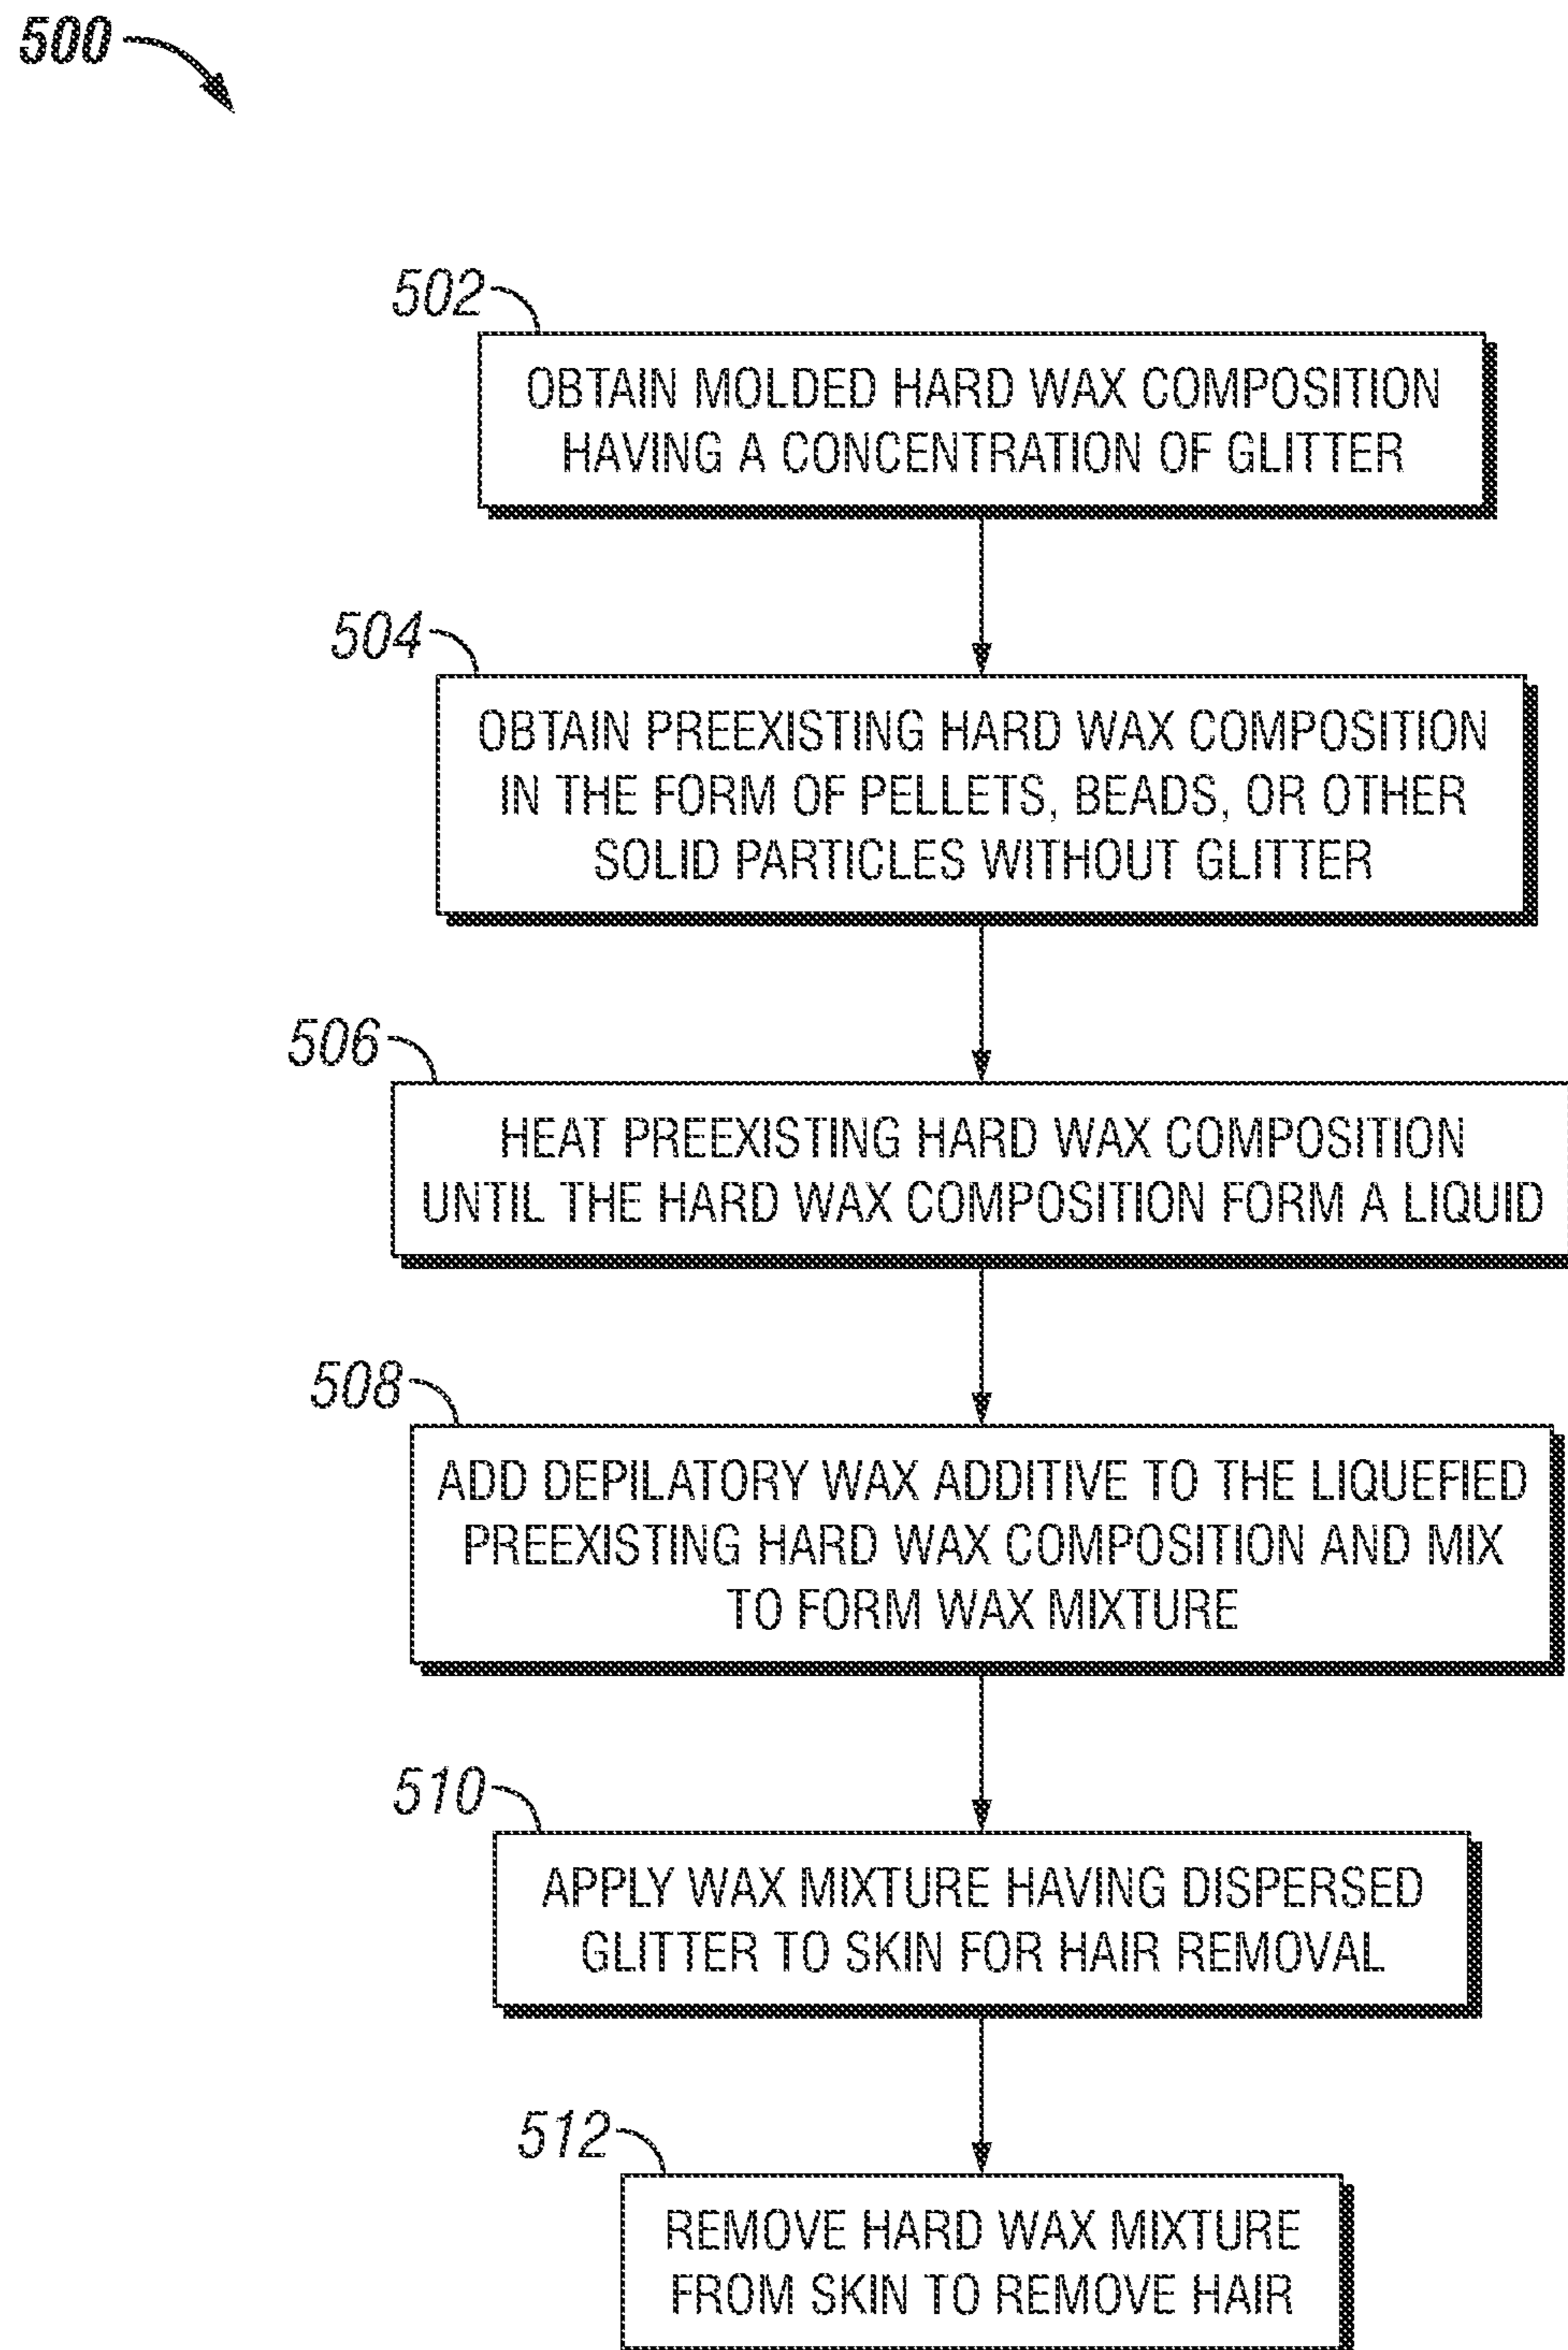 500
502
OBTAIN MOLDED HARD WAX COMPOSITION
HAVING A CONCENTRATION OF GLITTER
504
OBTAIN PREEXISTING HARD WAX COMPOSITION
IN THE FORM OF PELLETS, BEADS, OR OTHER
SOLID PARTICLES WITHOUT GLITTER
506
HEAT PREEXISTING HARD WAX COMPOSITION
UNTIL THE HARD WAX COMPOSITION FORM A LIQUID
508
ADD DEPILATORY WAX ADDITIVE TO THE LIQUEFIED
PREEXISTING HARD WAX COMPOSITION AND MIX
TO FORM WAX MIXTURE
510
APPLY WAX MIXTURE HAVING DISPERSED
GLITTER TO SKIN FOR HAIR REMOVAL
512
REMOVE HARD WAX MIXTURE
FROM SKIN TO REMOVE HAIR